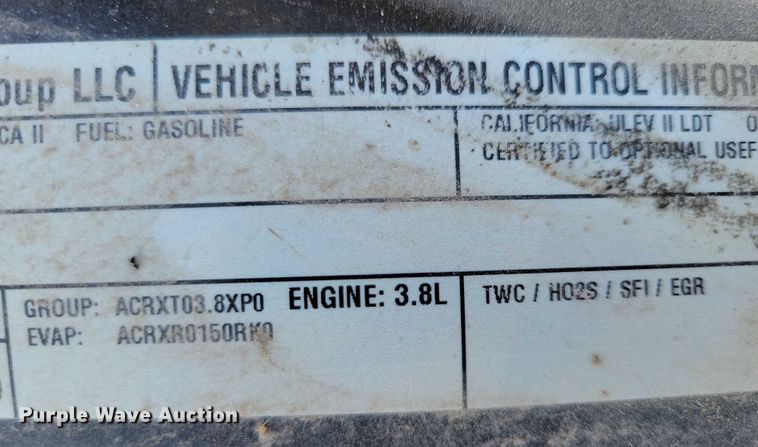 oup LLC VEHICLE EMISSION CONTROL INFORM
CA II FUEL: GASOLINE
CALIFORNIA: ULEV II LDT 0
CERTIFIED TO OPTIONAL USEF
GROUP: ACRXT03.8XP0 ENGINE: 3.8L
EVAP: ACRXR0150RK0
TWC / HO2S / SFI / EGR
Purple Wave Auction